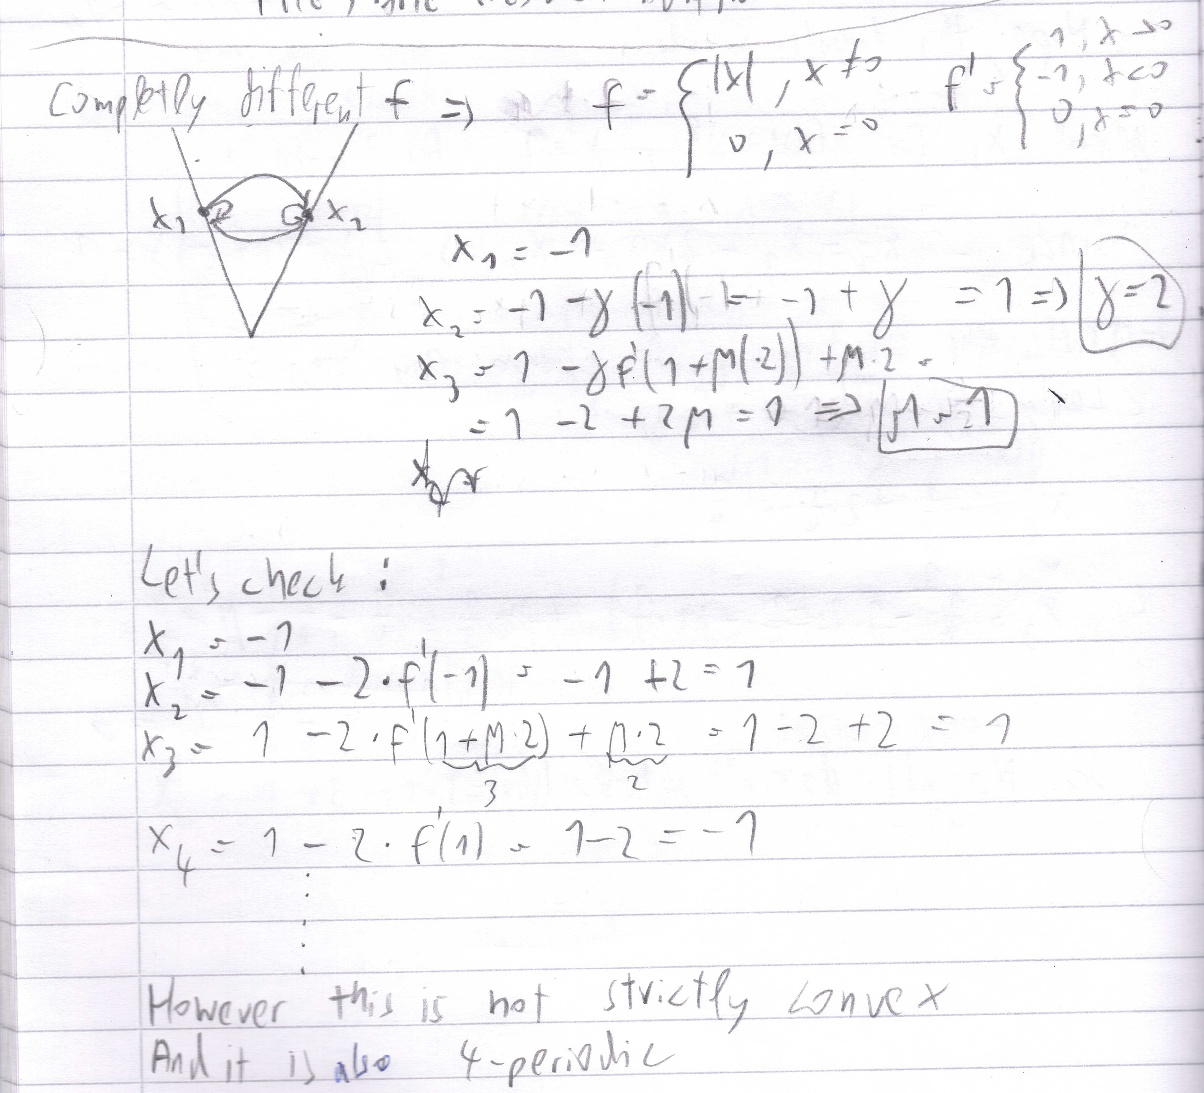 Completly different f => f = { |x| , x ≠ 0 f' = { 1, x > 0
0 , x = 0 -1, x < 0
0, x = 0
x₁ x₂
x₁ = -1
x₂ = -1 - γ (-1) = -1 + γ = 1 => γ = 2
x₃ = 1 - γ f'(1 + μ(·2)) + μ·2 =
= 1 - 2 + 2μ = 1 => μ = 1
Let's check :
x₁ = -1
x₂ = -1 - 2·f'(-1) = -1 + 2 = 1
x₃ = 1 - 2·f'(1 + μ·2) + μ·2 = 1 - 2 + 2 = 1
3 2
x₄ = 1 - 2·f'(1) = 1 - 2 = -1
However this is not strictly convex
And it is also 4-periodic